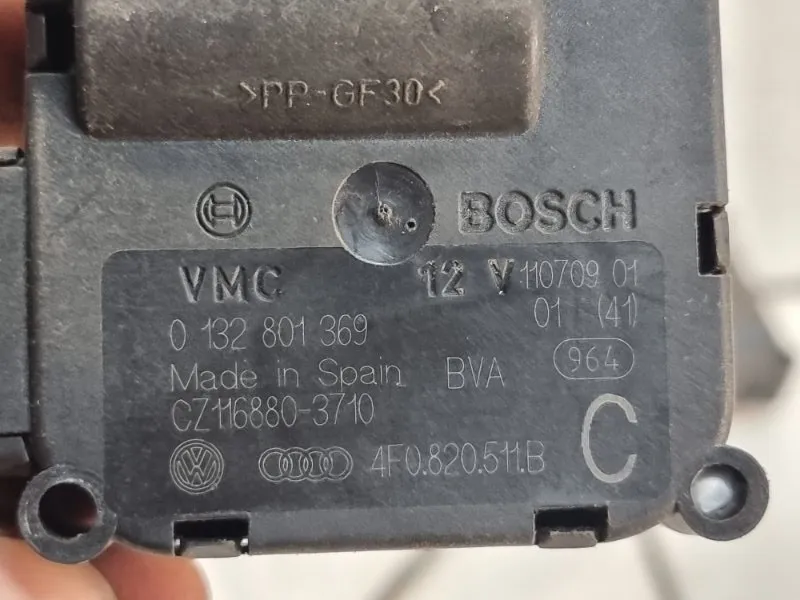 >PP-GF30<
BOSCH
VMC 12 V 110709 01
01 (41)
0 132 801 369
964
Made in Spain BVA
CZ116880-3710
C
4F0.820.511.B